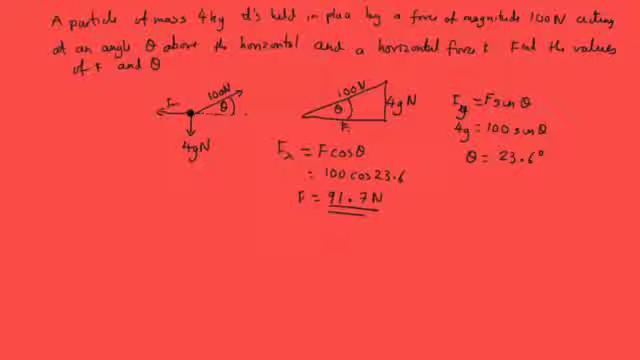 A particle of mass 4kg is held in place by a force of magnitude 100N acting
at an angle θ above the horizontal and a horizontal force F Find the values
of F and θ
100N
θ
4gN
100N
θ
4gN
F
Fy = F sin θ
4g = 100 sin θ
θ = 23.6°
Fx = F cos θ
= 100 cos 23.6
F = 91.7N